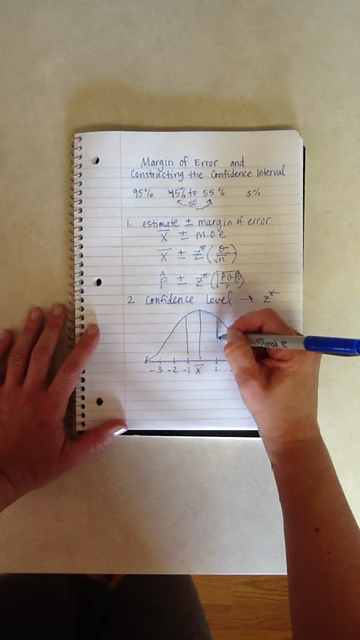 Margin of Error and
Constructing the Confidence Interval
95% 45% to 55% 5%
50
1. estimate ± margin of error
x̄ ± m.o.e
x̄ ± z*(σ/√n)
p̂ ± z*(√p(1-p)/n)
2 Confidence level → z*
-3 -2 -1 x̄ 1